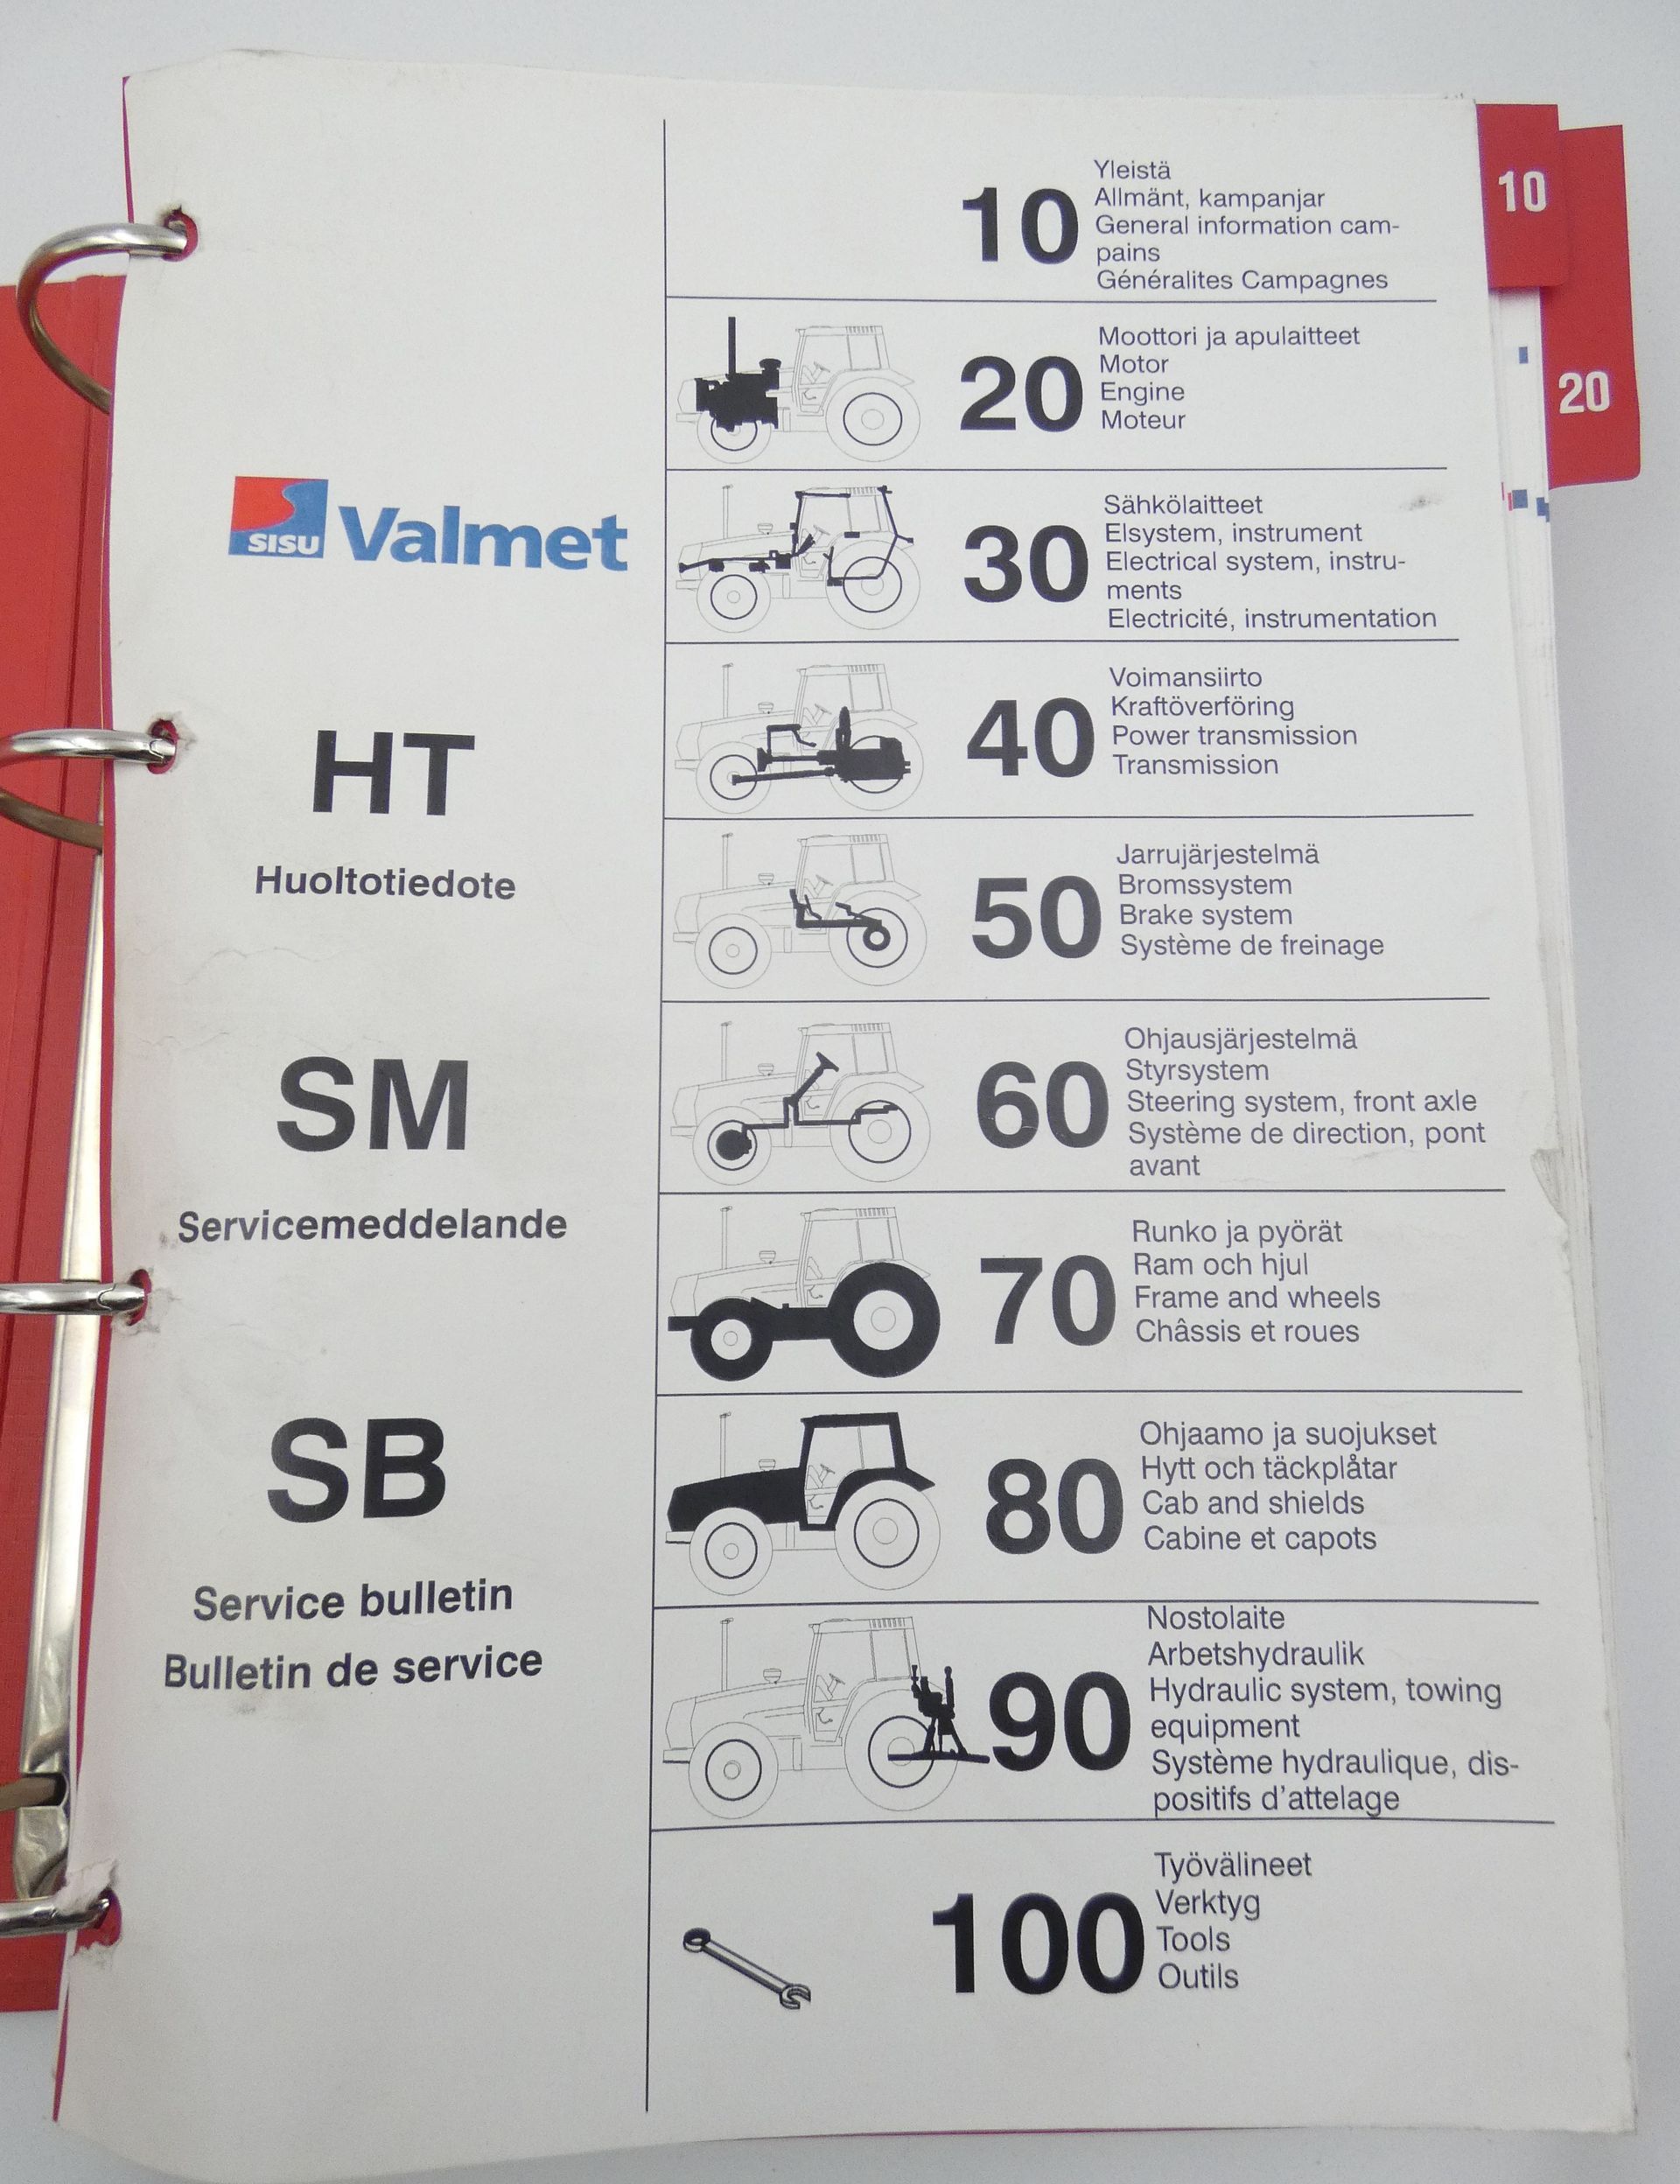 SISU Valmet
HT
Huoltotiedote
SM
Servicemeddelande
SB
Service bulletin
Bulletin de service
10
Yleistä
Allmänt, kampanjar
General information cam-
pains
Généralites Campagnes
20
Moottori ja apulaitteet
Motor
Engine
Moteur
30
Sähkölaitteet
Elsystem, instrument
Electrical system, instru-
ments
Electricité, instrumentation
40
Voimansiirto
Kraftöverföring
Power transmission
Transmission
50
Jarrujärjestelmä
Bromssystem
Brake system
Système de freinage
60
Ohjausjärjestelmä
Styrsystem
Steering system, front axle
Système de direction, pont
avant
70
Runko ja pyörät
Ram och hjul
Frame and wheels
Châssis et roues
80
Ohjaamo ja suojukset
Hytt och täckplåtar
Cab and shields
Cabine et capots
90
Nostolaite
Arbetshydraulik
Hydraulic system, towing
equipment
Système hydraulique, dis-
positifs d'attelage
100
Työvälineet
Verktyg
Tools
Outils
10
20